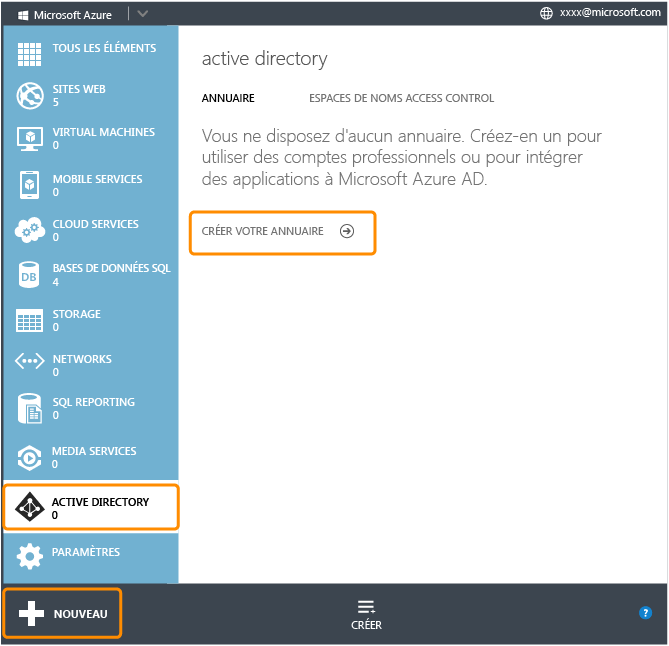 Microsoft Azure
xxxx@microsoft.com
TOUS LES ÉLÉMENTS
SITES WEB
5
VIRTUAL MACHINES
0
MOBILE SERVICES
0
CLOUD SERVICES
0
DB
BASES DE DONNÉES SQL
4
STORAGE
0
NETWORKS
0
SQL REPORTING
0
MEDIA SERVICES
0
ACTIVE DIRECTORY
0
PARAMÈTRES
active directory
ANNUAIRE
ESPACES DE NOMS ACCESS CONTROL
Vous ne disposez d'aucun annuaire. Créez-en un pour
utiliser des comptes professionnels ou pour intégrer
des applications à Microsoft Azure AD.
CRÉER VOTRE ANNUAIRE
NOUVEAU
CRÉER
?